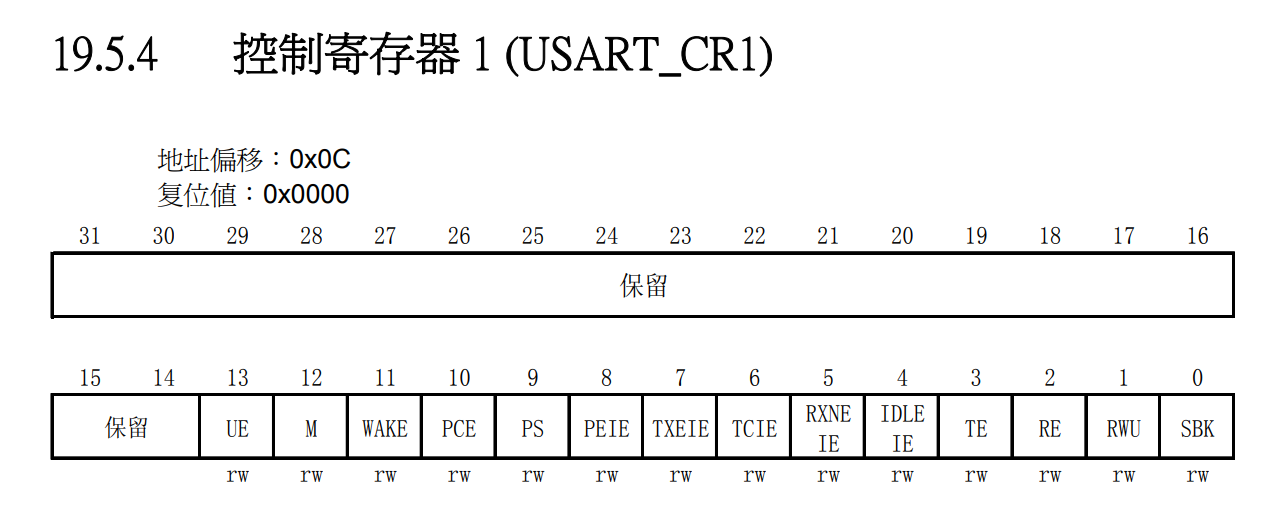 19.5.4 控制寄存器 1 (USART_CR1)
地址偏移：0x0C
复位値：0x0000
31 30 29 28 27 26 25 24 23 22 21 20 19 18 17 16
保留
15 14 13 12 11 10 9 8 7 6 5 4 3 2 1 0
保留 UE M WAKE PCE PS PEIE TXEIE TCIE RXNE IE IDLE IE TE RE RWU SBK
rw rw rw rw rw rw rw rw rw rw rw rw rw rw